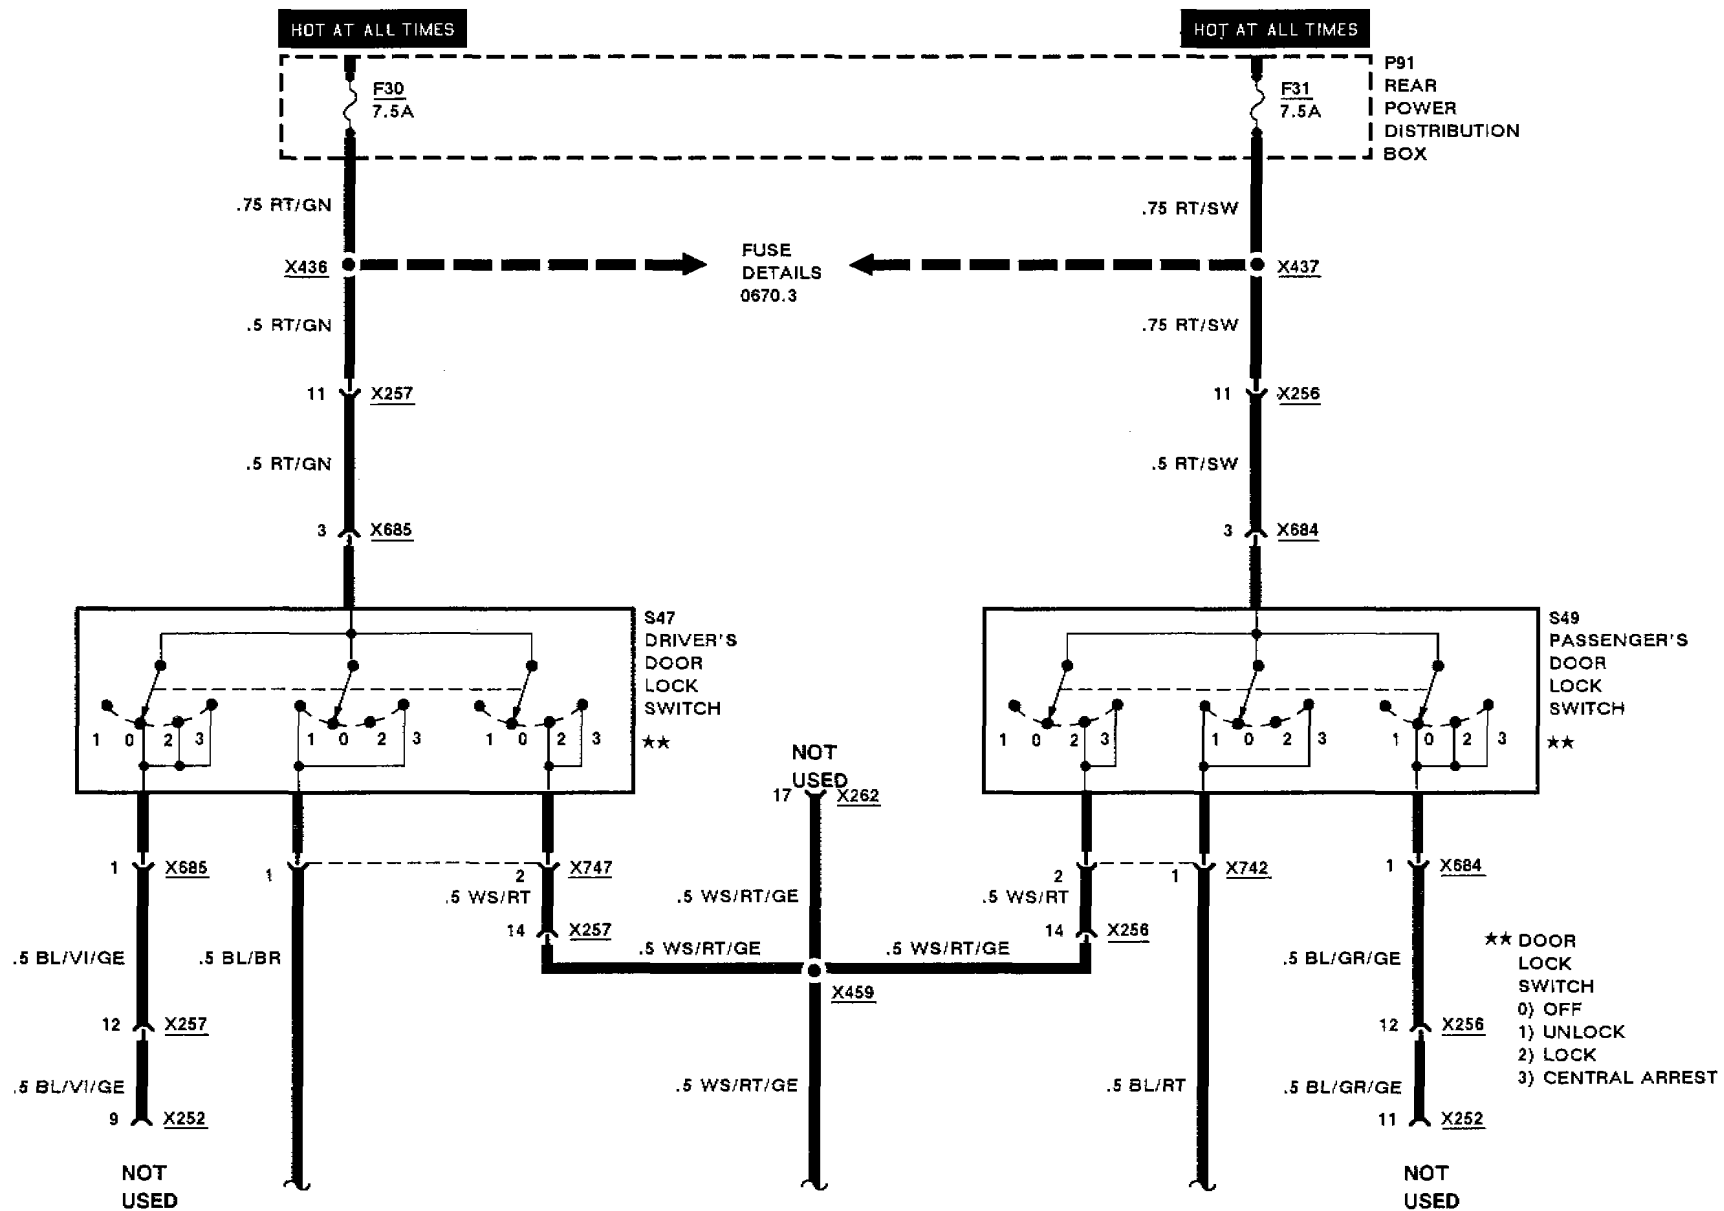 HOT AT ALL TIMES
HOT AT ALL TIMES
P91
REAR
POWER
DISTRIBUTION
BOX
F30
7.5A
F31
7.5A
.75 RT/GN
.75 RT/SW
X436
FUSE
DETAILS
0670.3
X437
.5 RT/GN
.75 RT/SW
11 X257
11 X256
.5 RT/GN
.5 RT/SW
3 X685
3 X684
S47
DRIVER'S
DOOR
LOCK
SWITCH
★★
1 0 2 3
1 0 2 3
1 0 2 3
S49
PASSENGER'S
DOOR
LOCK
SWITCH
★★
1 0 2 3
1 0 2 3
1 0 2 3
NOT
USED
17 X262
1 X685
1
2 X747
2
1 X742
1 X684
.5 WS/RT
.5 WS/RT/GE
.5 WS/RT
14 X257
14 X256
.5 BL/VI/GE
.5 BL/BR
.5 WS/RT/GE
.5 WS/RT/GE
.5 BL/GR/GE
X459
12 X257
12 X256
★★ DOOR
LOCK
SWITCH
0) OFF
1) UNLOCK
2) LOCK
3) CENTRAL ARREST
.5 BL/VI/GE
.5 WS/RT/GE
.5 BL/RT
.5 BL/GR/GE
9 X252
11 X252
NOT
USED
NOT
USED